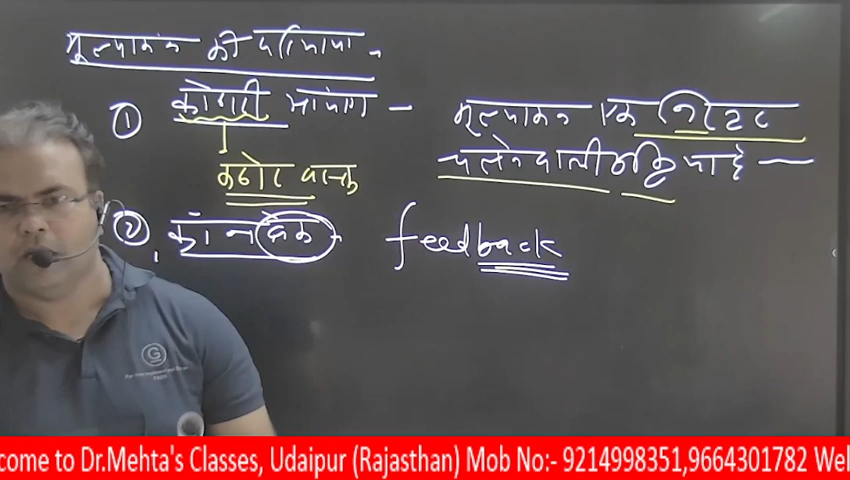 मूल्यांकन की परिभाषा -
① कोठारी आयोग - मूल्यांकन एक निरंतर
चलने वाली प्रक्रिया है —
कठोर
② feedback
G
come to Dr.Mehta's Classes, Udaipur (Rajasthan) Mob No:- 9214998351,9664301782 Wel